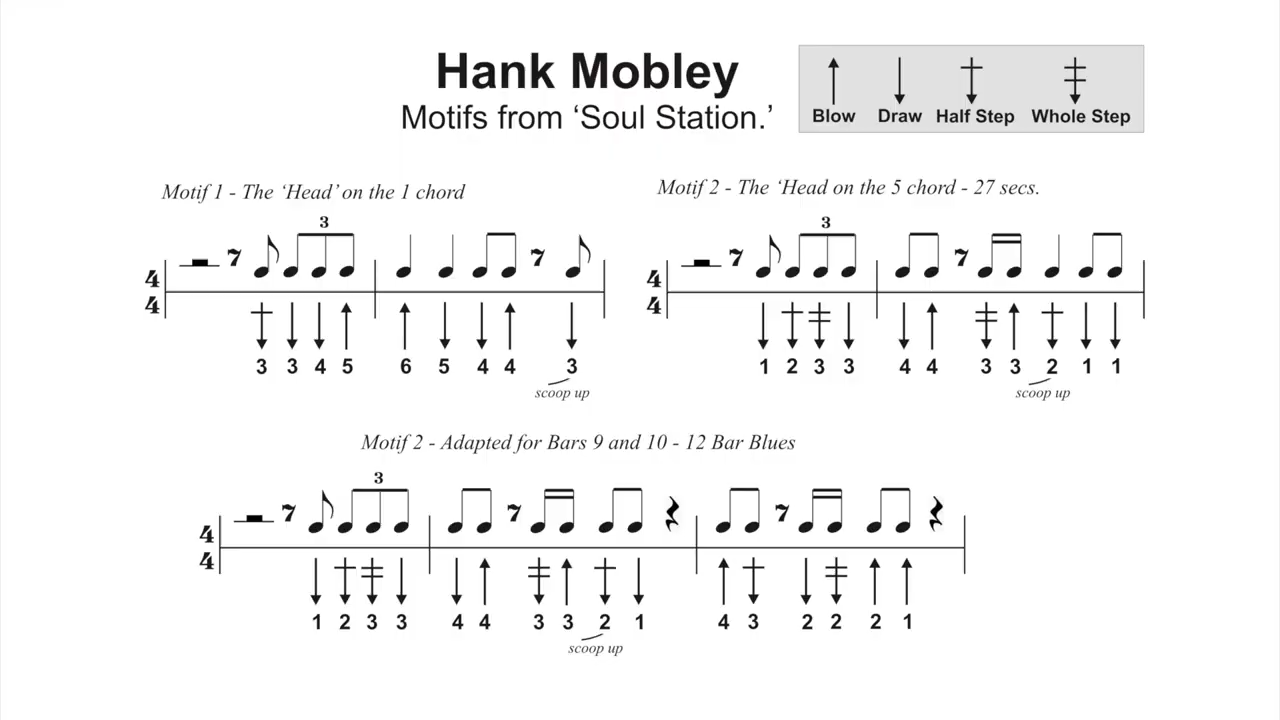 Hank Mobley
Motifs from ‘Soul Station.’
Blow Draw Half Step Whole Step
Motif 1 - The ‘Head’ on the 1 chord
3
4
4
3 3 4 5 6 5 4 4 3
scoop up
Motif 2 - The ‘Head on the 5 chord - 27 secs.
3
4
4
1 2 3 3 4 4 3 3 2 1 1
scoop up
Motif 2 - Adapted for Bars 9 and 10 - 12 Bar Blues
3
4
4
1 2 3 3 4 4 3 3 2 1 4 3 2 2 2 1
scoop up